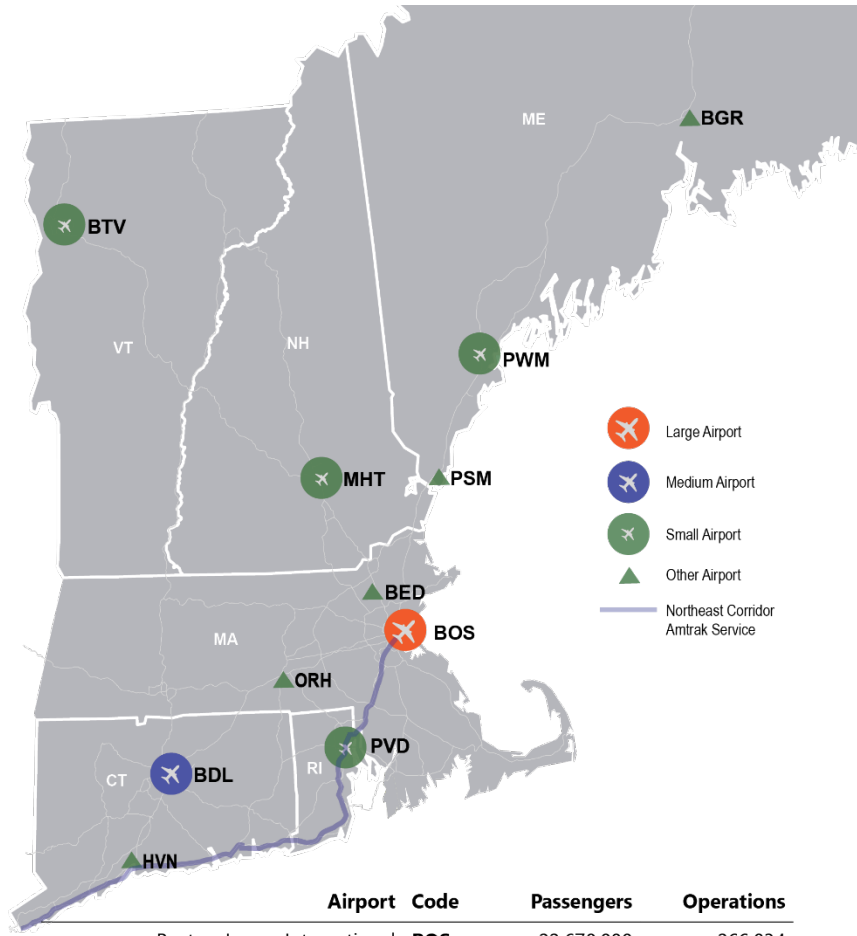 ME
BGR
BTV
NH
VT
PWM
Large Airport
MHT
PSM
Medium Airport
Small Airport
Other Airport
BED
Northeast Corridor
Amtrak Service
BOS
MA
ORH
PVD
RI
CT
BDL
HVN
Airport Code Passengers Operations
BOS